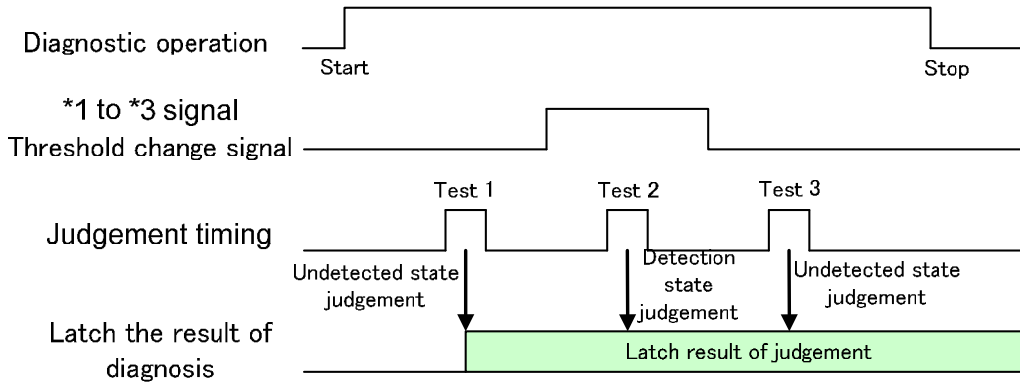 Diagnostic operation
Start
Stop
*1 to *3 signal
Threshold change signal
Test 1
Test 2
Test 3
Judgement timing
Undetected state
judgement
Detection
state
judgement
Undetected state
judgement
Latch the result of
diagnosis
Latch result of judgement